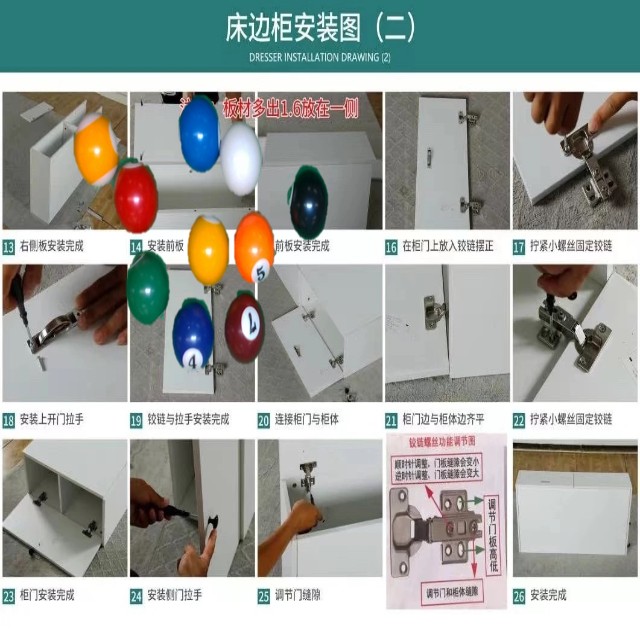 床边柜安装图（二）
DRESSER INSTALLATION DRAWING (2)
板材多出1.6放在一侧
13 右侧板安装完成
14 安装前板
前板安装完成
16 在柜门上放入铰链摆正
17 拧紧小螺丝固定铰链
5
4
18 安装上开门拉手
19 铰链与拉手安装完成
20 连接柜门与柜体
21 柜门边与柜体边齐平
22 拧紧小螺丝固定铰链
铰链螺丝功能调节图
顺时针调整、门板缝隙会变小
逆时针调整、门板缝隙会变大
调节门板高低
调节门和柜体缝隙
23 柜门安装完成
24 安装侧门拉手
25 调节门缝隙
26 安装完成